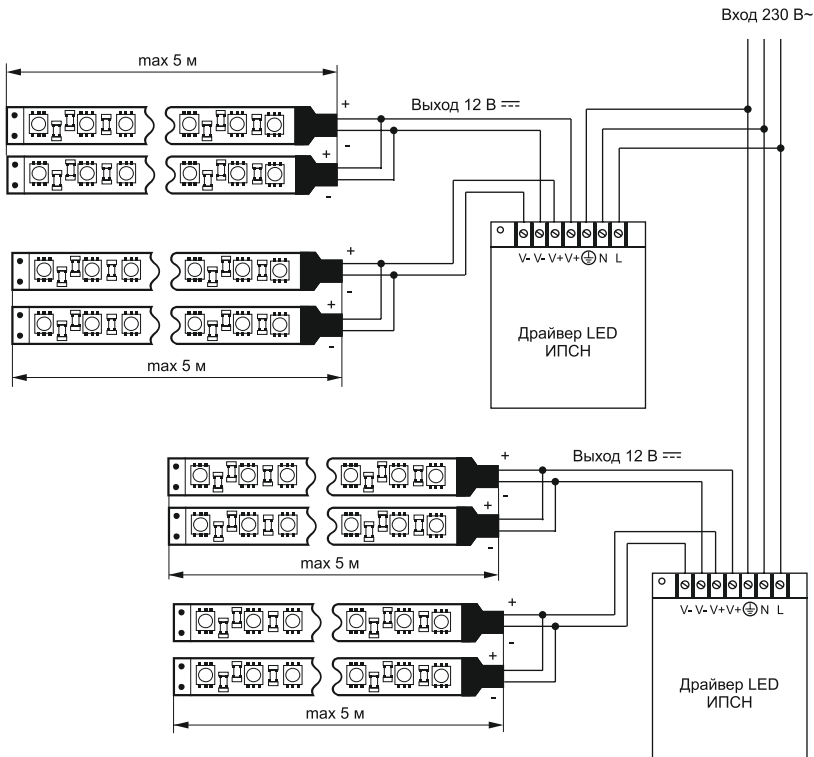 Вход 230 В~
max 5 м
+
Выход 12 В
-
+
-
+
-
+
-
V- V- V+ V+ N L
Драйвер LED
ИПСН
max 5 м
+
Выход 12 В
-
+
-
max 5 м
+
-
+
-
V- V- V+ V+ N L
Драйвер LED
ИПСН
max 5 м